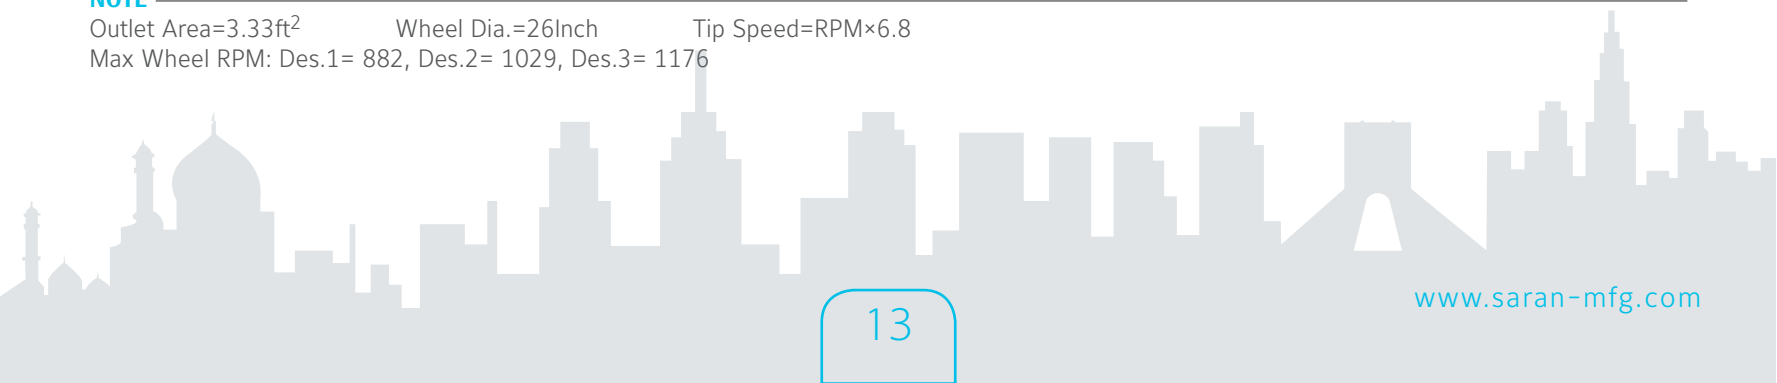 NOTE
Outlet Area=3.33ft² Wheel Dia.=26Inch Tip Speed=RPM×6.8
Max Wheel RPM: Des.1= 882, Des.2= 1029, Des.3= 1176
www.saran-mfg.com
13